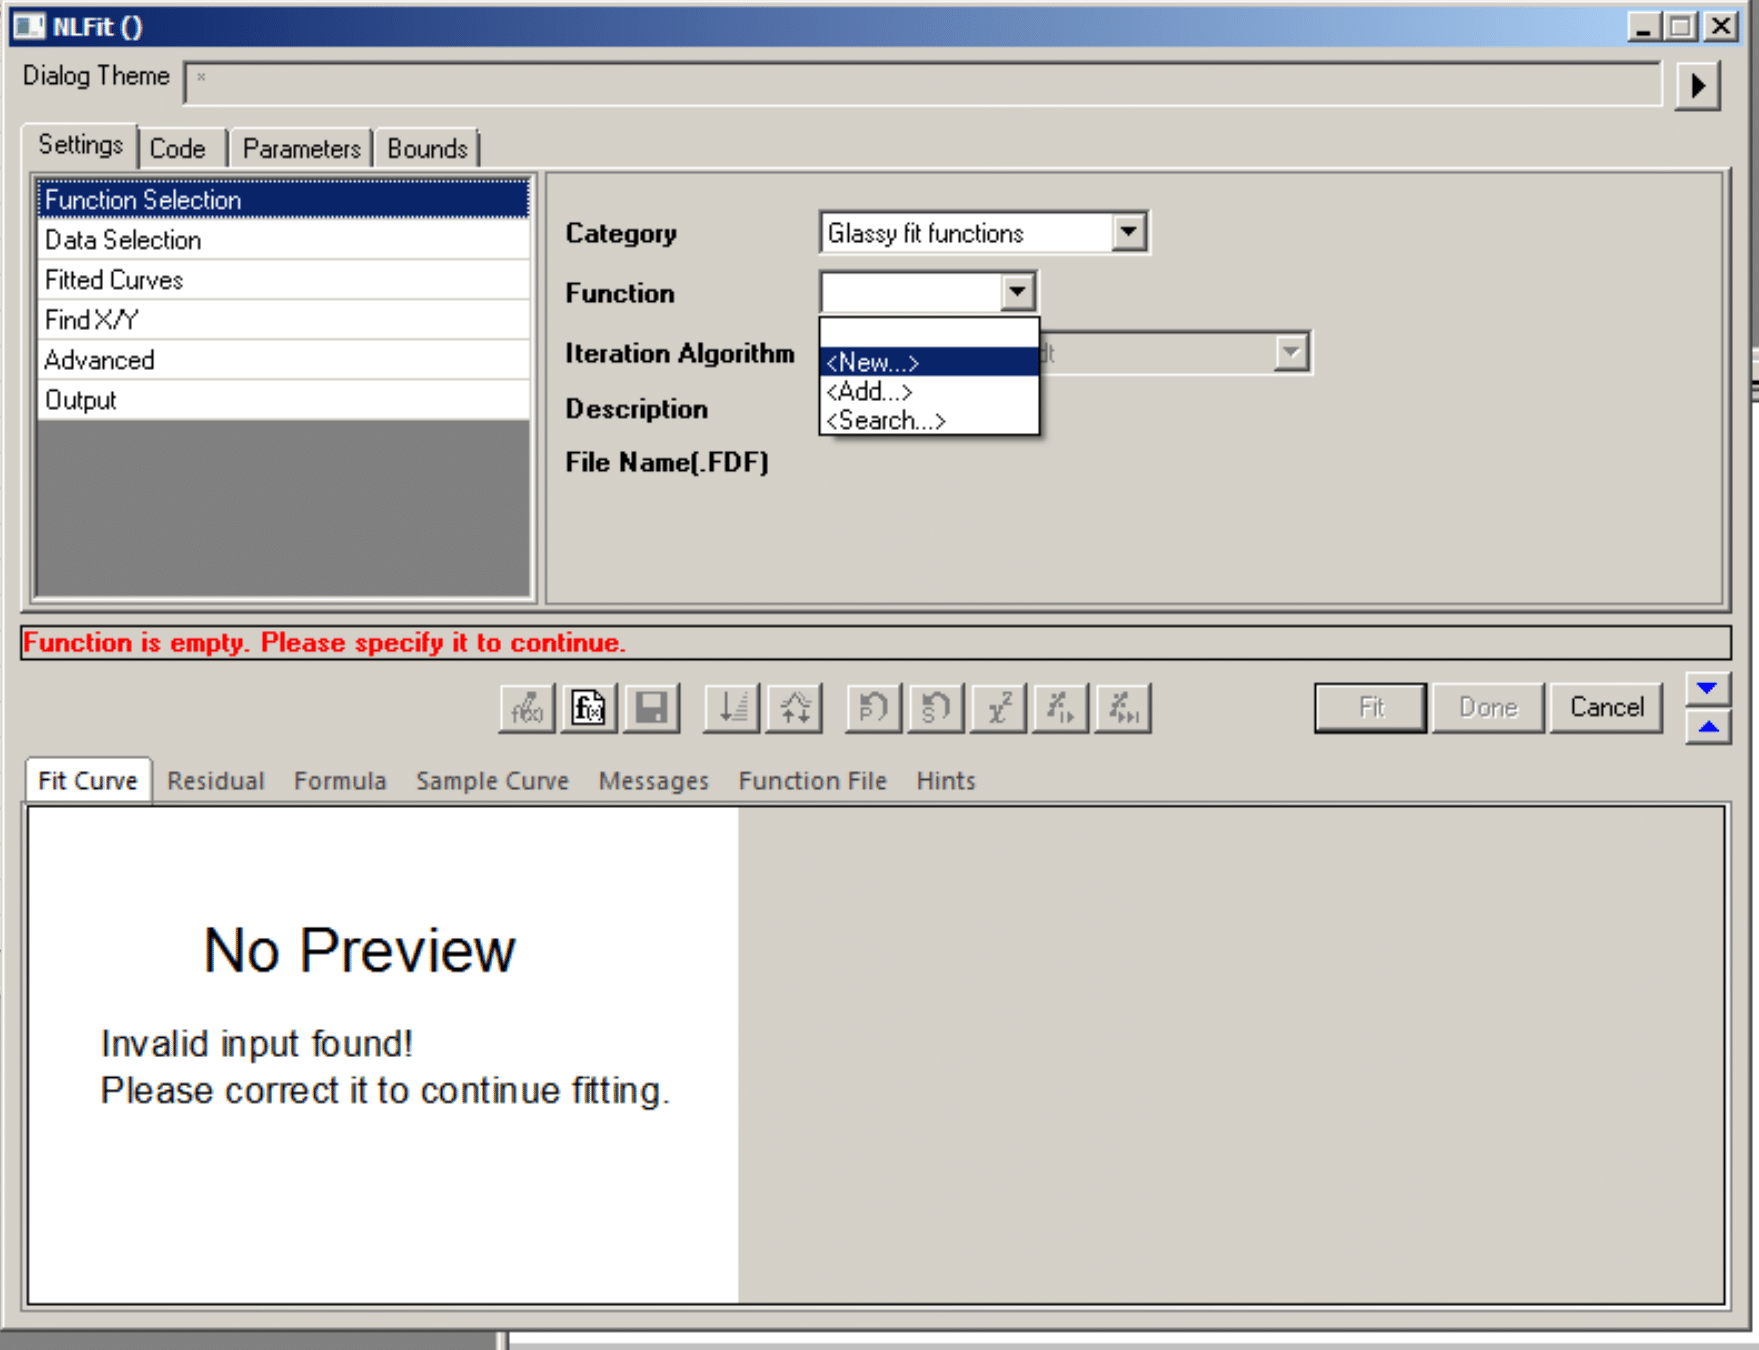 NLFit ()
Dialog Theme
Settings Code Parameters Bounds
Function Selection
Data Selection
Fitted Curves
Find X/Y
Advanced
Output
Category Glassy fit functions
Function
<New...>
<Add...>
<Search...>
Iteration Algorithm
Description
File Name(.FDF)
Function is empty. Please specify it to continue.
f(x) P S χ² Fit Done Cancel
Fit Curve Residual Formula Sample Curve Messages Function File Hints
No Preview
Invalid input found!
Please correct it to continue fitting.